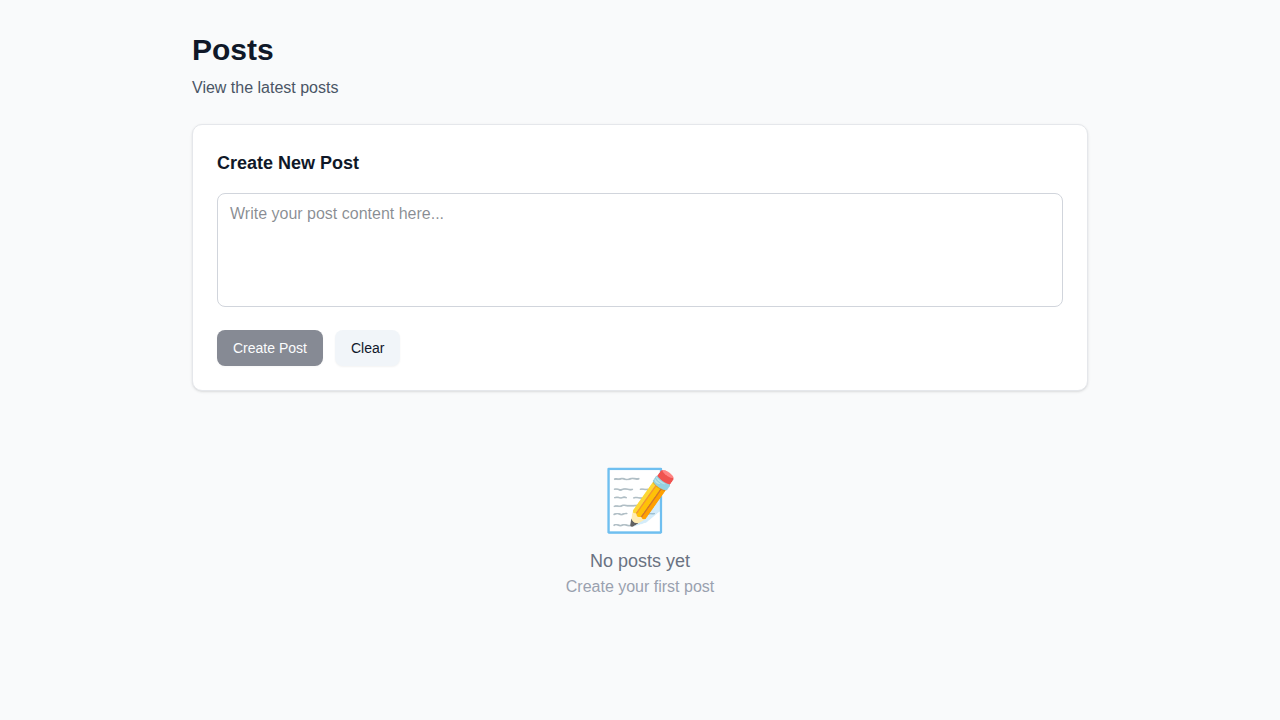 Posts
View the latest posts
Create New Post
Write your post content here...
Create Post
Clear
No posts yet
Create your first post